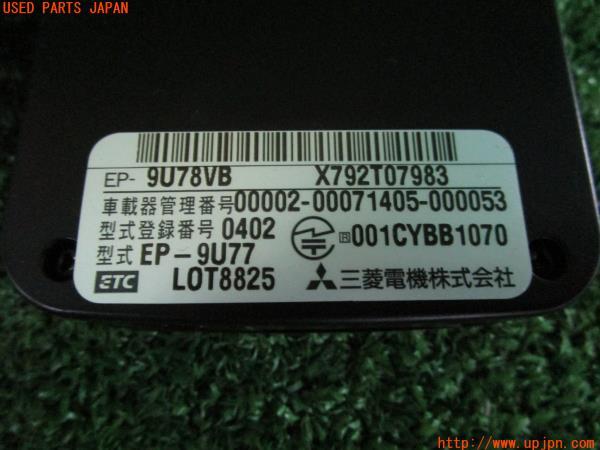 USED PARTS JAPAN
EP- 9U78VB X792T07983
車載器管理番号00002-00071405-000053
型式登録番号 0402 R 001CYBB1070
型式 EP-9U77
ETC LOT8825 三菱電機株式会社
http://www.upjpn.com/